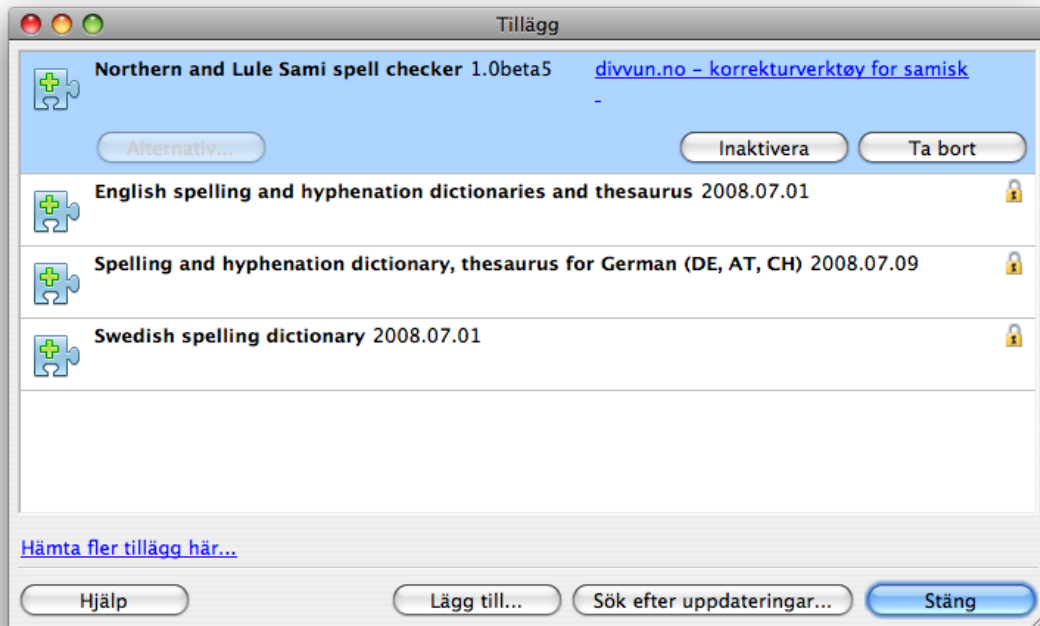 Tillägg
Northern and Lule Sami spell checker 1.0beta5 divvun.no – korrekturverktøy for samisk
-
Alternativ... Inaktivera Ta bort
English spelling and hyphenation dictionaries and thesaurus 2008.07.01
Spelling and hyphenation dictionary, thesaurus for German (DE, AT, CH) 2008.07.09
Swedish spelling dictionary 2008.07.01
Hämta fler tillägg här...
Hjälp Lägg till... Sök efter uppdateringar... Stäng